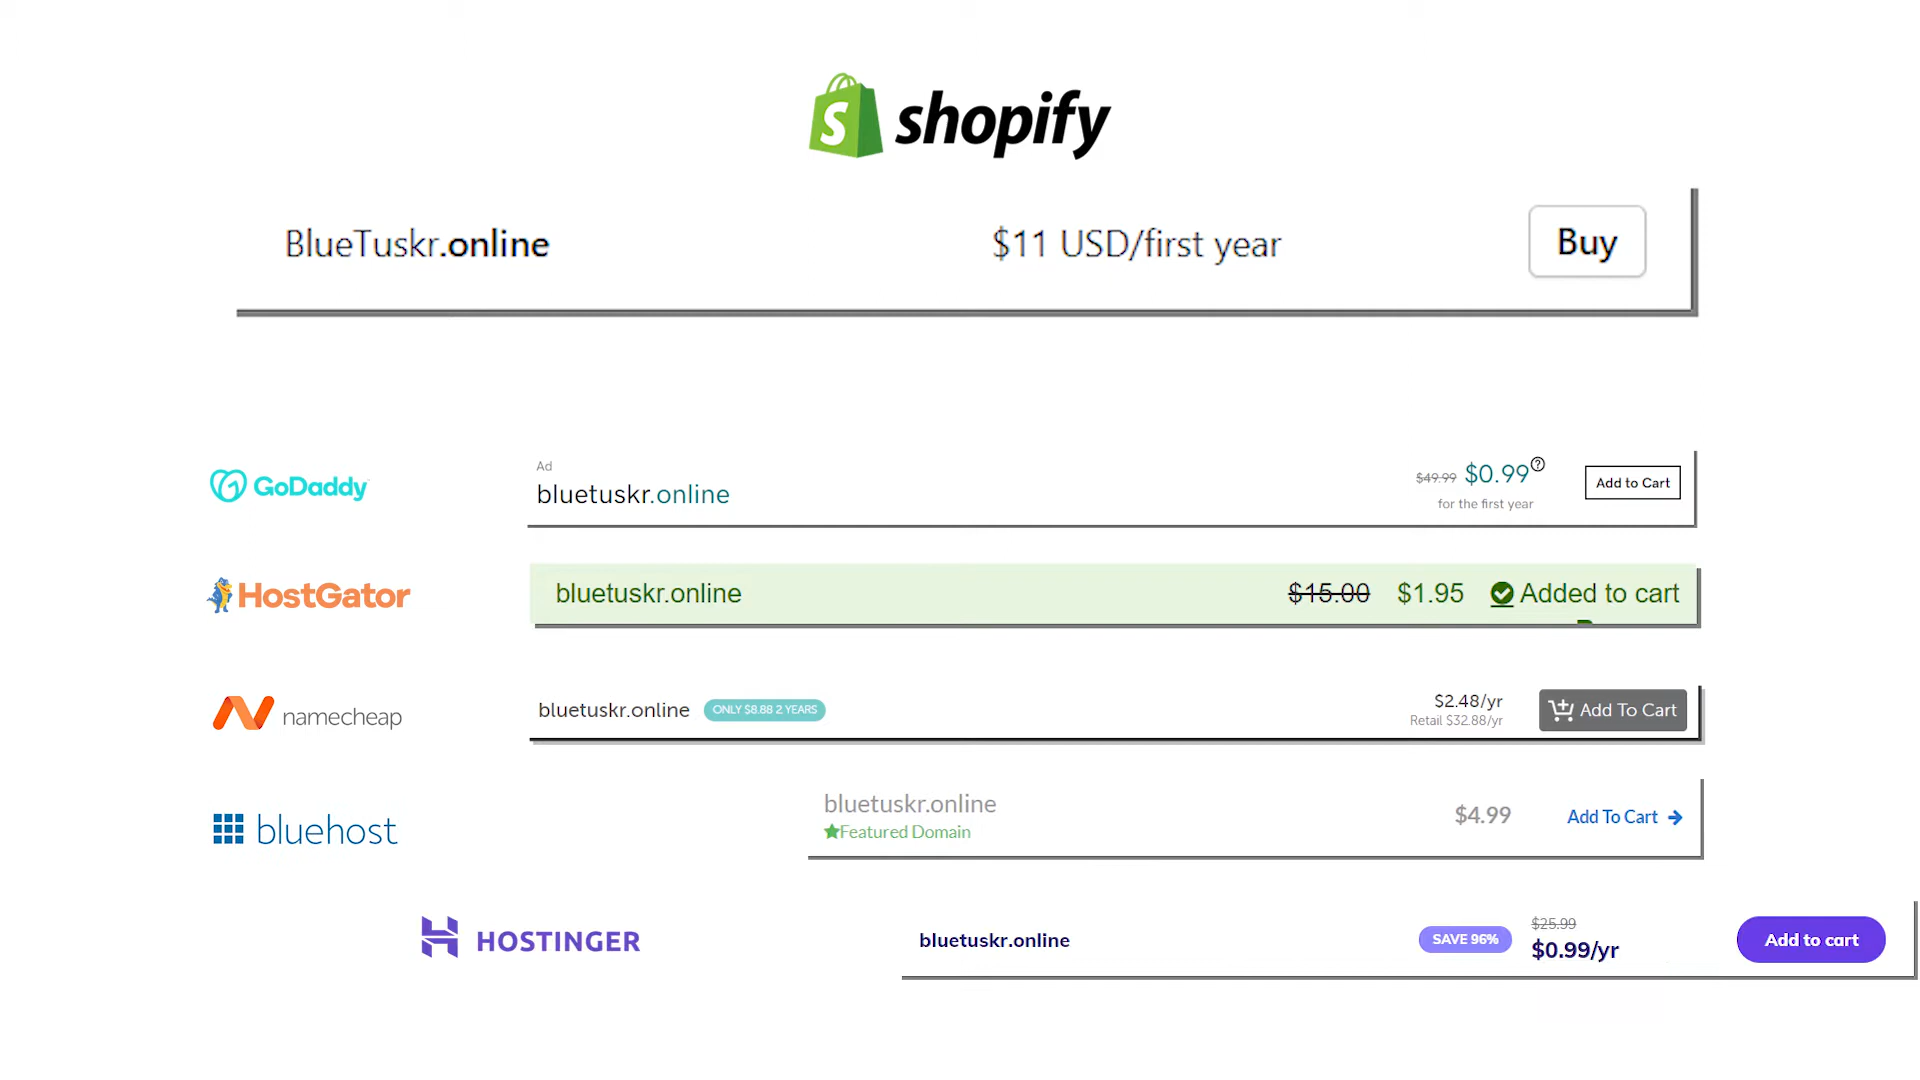 shopify
BlueTuskr.online $11 USD/first year Buy
GoDaddy
Ad
bluetuskr.online $49.99 $0.99 ? Add to Cart
for the first year
HostGator bluetuskr.online $15.00 $1.95 Added to cart
namecheap bluetuskr.online ONLY $8.88 2 YEARS $2.48/yr Add To Cart
Retail $32.88/yr
bluehost bluetuskr.online $4.99 Add To Cart
Featured Domain
HOSTINGER bluetuskr.online SAVE 96% $25.99 Add to cart
$0.99/yr